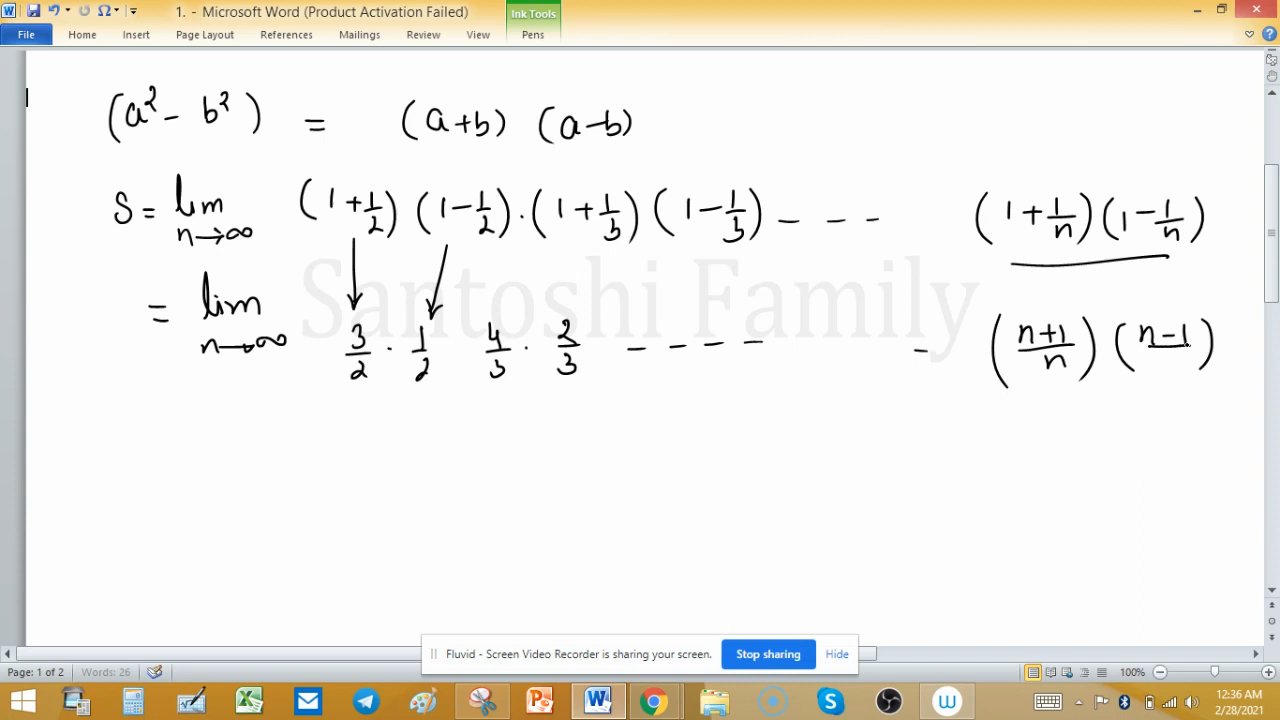 1. - Microsoft Word (Product Activation Failed)
Ink Tools
File Home Insert Page Layout References Mailings Review View Pens
(a² - b²) = (a+b) (a-b)
S = lim n→∞ (1+1/2) (1-1/2) . (1+1/3) (1-1/3) - - - (1+1/n) (1-1/n)
Santoshi Family
= lim n→∞ 3/2 . 1/2 4/3 . 2/3 - - - - - ((n+1)/n) (n-1)
Fluvid - Screen Video Recorder is sharing your screen. Stop sharing Hide
Page: 1 of 2 Words: 26 100%
12:36 AM
2/28/2021